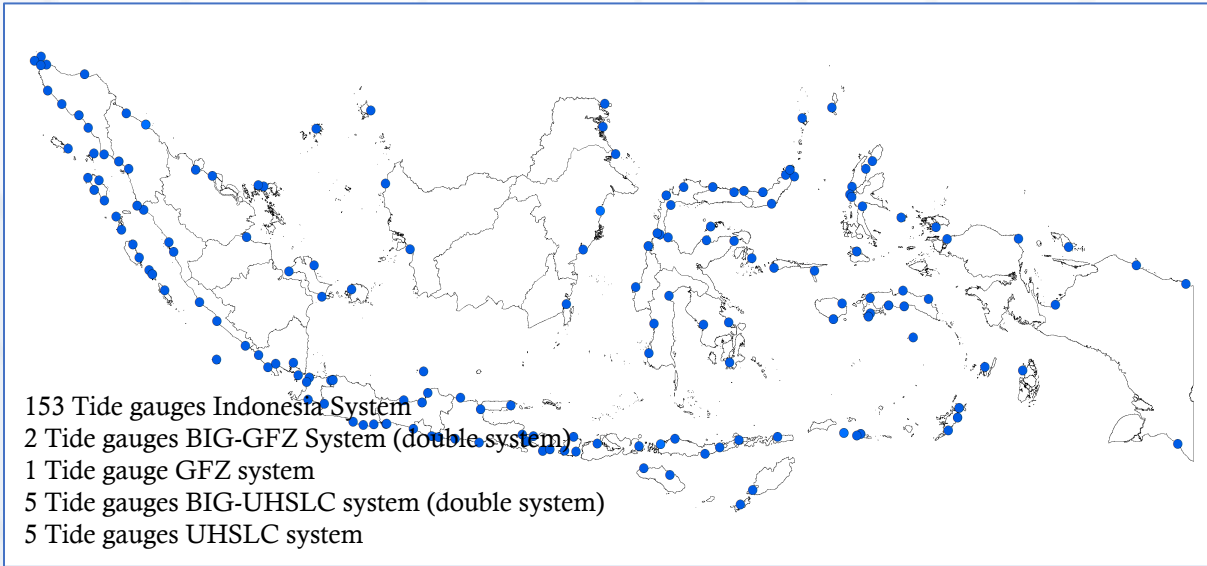 153 Tide gauges Indonesia System
2 Tide gauges BIG-GFZ System (double system)
1 Tide gauge GFZ system
5 Tide gauges BIG-UHSLC system (double system)
5 Tide gauges UHSLC system